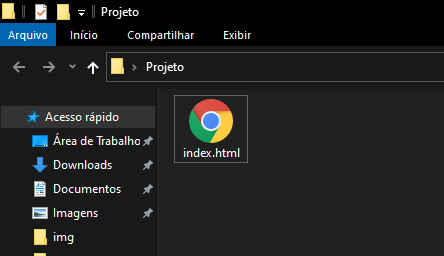 Projeto
Arquivo Início Compartilhar Exibir
Projeto
Acesso rápido
Área de Trabalho
Downloads
Documentos
Imagens
img
index.html